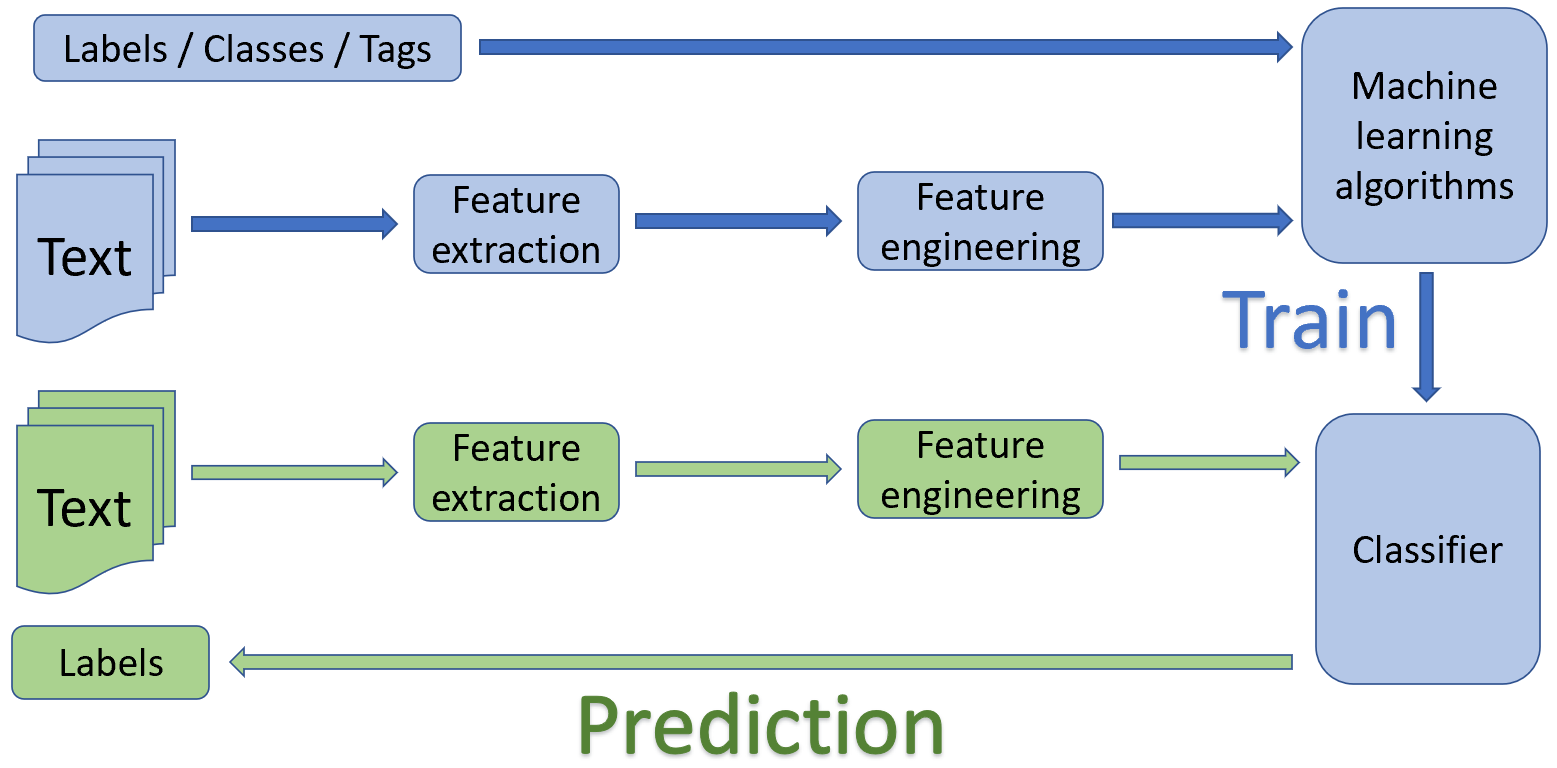 Labels / Classes / Tags
Machine
learning
algorithms
Text
Feature
extraction
Feature
engineering
Train
Text
Feature
extraction
Feature
engineering
Classifier
Labels
Prediction